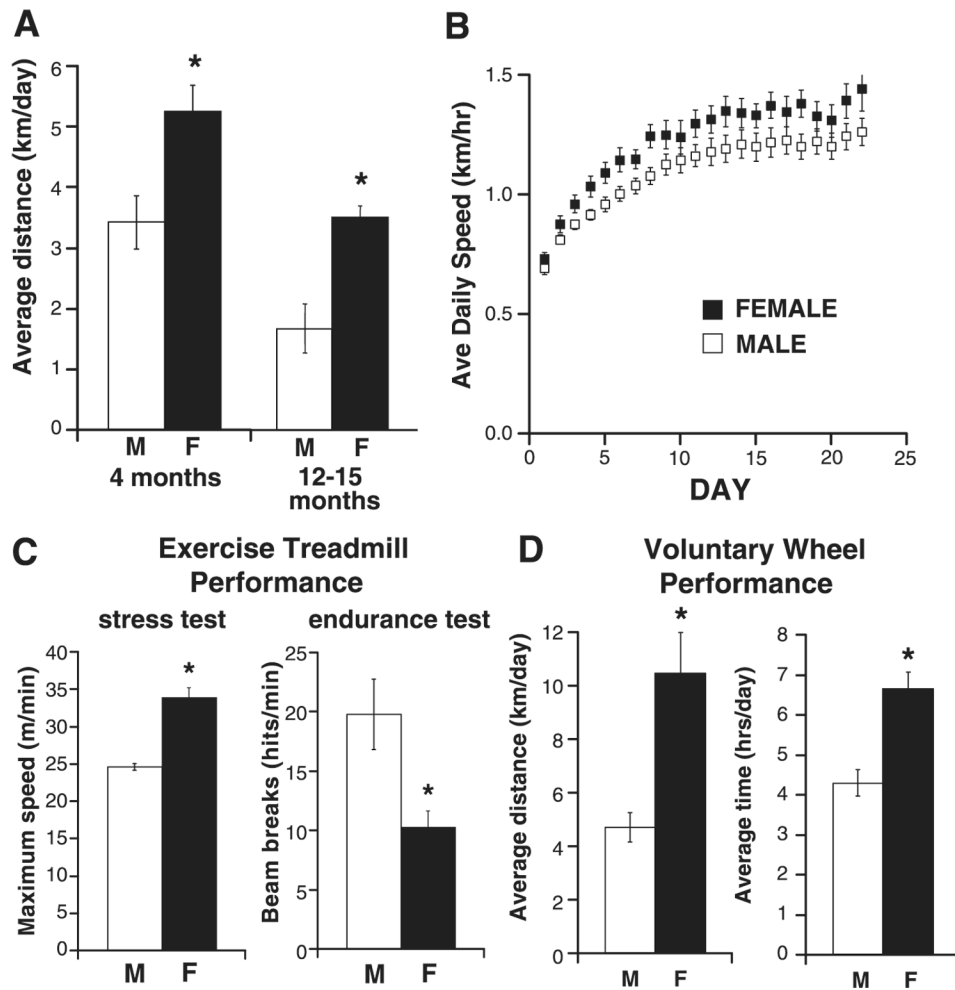 A
Average distance (km/day)
6
5
4
3
2
1
0
*
*
M F M F
4 months 12-15
months
B
Ave Daily Speed (km/hr)
1.5
1.0
0.5
0.0
FEMALE
MALE
0 5 10 15 20 25
DAY
C Exercise Treadmill
Performance
stress test
Maximum speed (m/min)
40
35
30
25
20
15
10
5
0
*
M F
endurance test
Beam breaks (hits/min)
25
20
15
10
5
0
*
M F
D Voluntary Wheel
Performance
Average distance (km/day)
12
10
8
6
4
2
0
*
M F
Average time (hrs/day)
8
7
6
5
4
3
2
1
0
*
M F